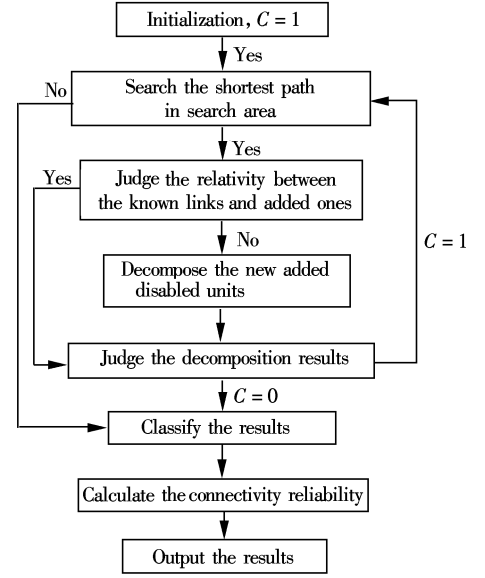 Initialization, C = 1
Yes
No
Search the shortest path
in search area
Yes
Yes
Judge the relativity between
the known links and added ones
No
C = 1
Decompose the new added
disabled units
Judge the decomposition results
C = 0
Classify the results
Calculate the connectivity reliability
Output the results